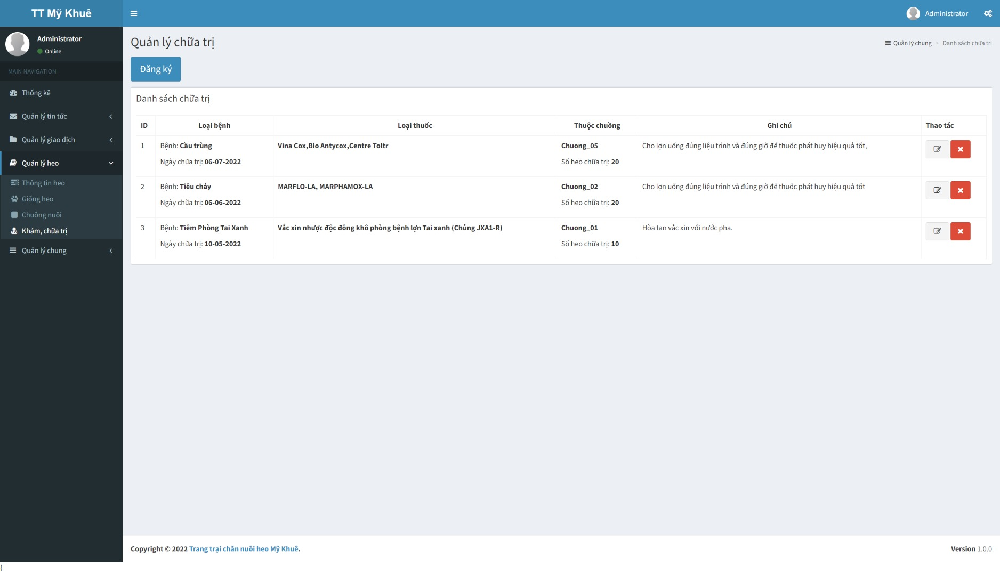 TT Mỹ Khuê
Administrator
Administrator
Online
MAIN NAVIGATION
Thống kê
Quản lý tin tức
Quản lý giao dịch
Quản lý heo
Thông tin heo
Giống heo
Chuồng nuôi
Khám, chữa trị
Quản lý chung
Quản lý chữa trị
Quản lý chung > Danh sách chữa trị
Đăng ký
Danh sách chữa trị
ID Loại bệnh Loại thuốc Thuộc chuồng Ghi chú Thao tác
1 Bệnh: Cầu trùng Vina Cox,Bio Antycox,Centre Toltr Chuong_05 Cho lợn uống đúng liệu trình và đúng giờ để thuốc phát huy hiệu quả tốt,
Ngày chữa trị: 06-07-2022 Số heo chữa trị: 20
2 Bệnh: Tiêu chảy MARFLO-LA, MARPHAMOX-LA Chuong_02 Cho lợn uống đúng liệu trình và đúng giờ để thuốc phát huy hiệu quả tốt
Ngày chữa trị: 06-06-2022 Số heo chữa trị: 20
3 Bệnh: Tiêm Phòng Tai Xanh Vắc xin nhược độc đông khô phòng bệnh lợn Tai xanh (Chủng JXA1-R) Chuong_01 Hòa tan vắc xin với nước pha.
Ngày chữa trị: 10-05-2022 Số heo chữa trị: 10
Copyright © 2022 Trang trại chăn nuôi heo Mỹ Khuê.
Version 1.0.0
{